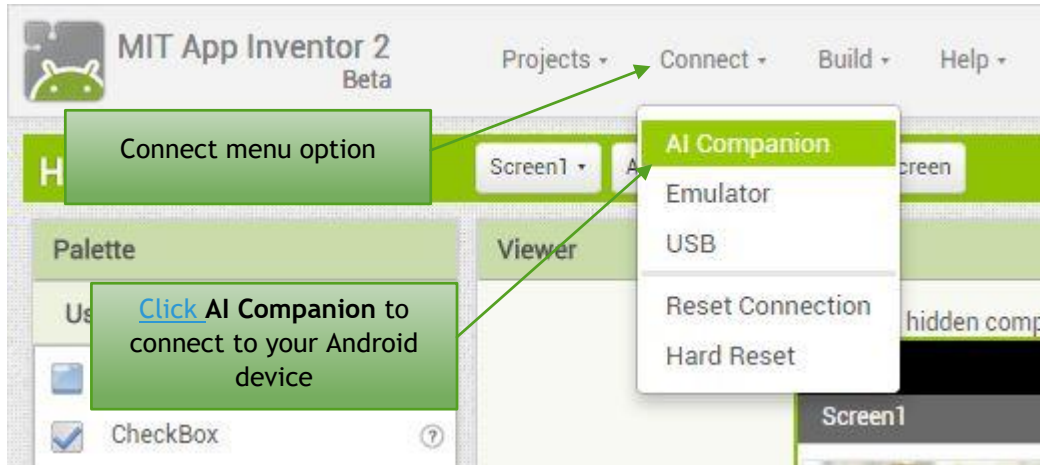 MIT App Inventor 2
Beta
Projects
Connect
Build
Help
Connect menu option
H
Screen1
A
creen
AI Companion
Emulator
USB
Reset Connection
Hard Reset
Palette
Viewer
Us
Click AI Companion to
connect to your Android
device
hidden comp
CheckBox
Screen1